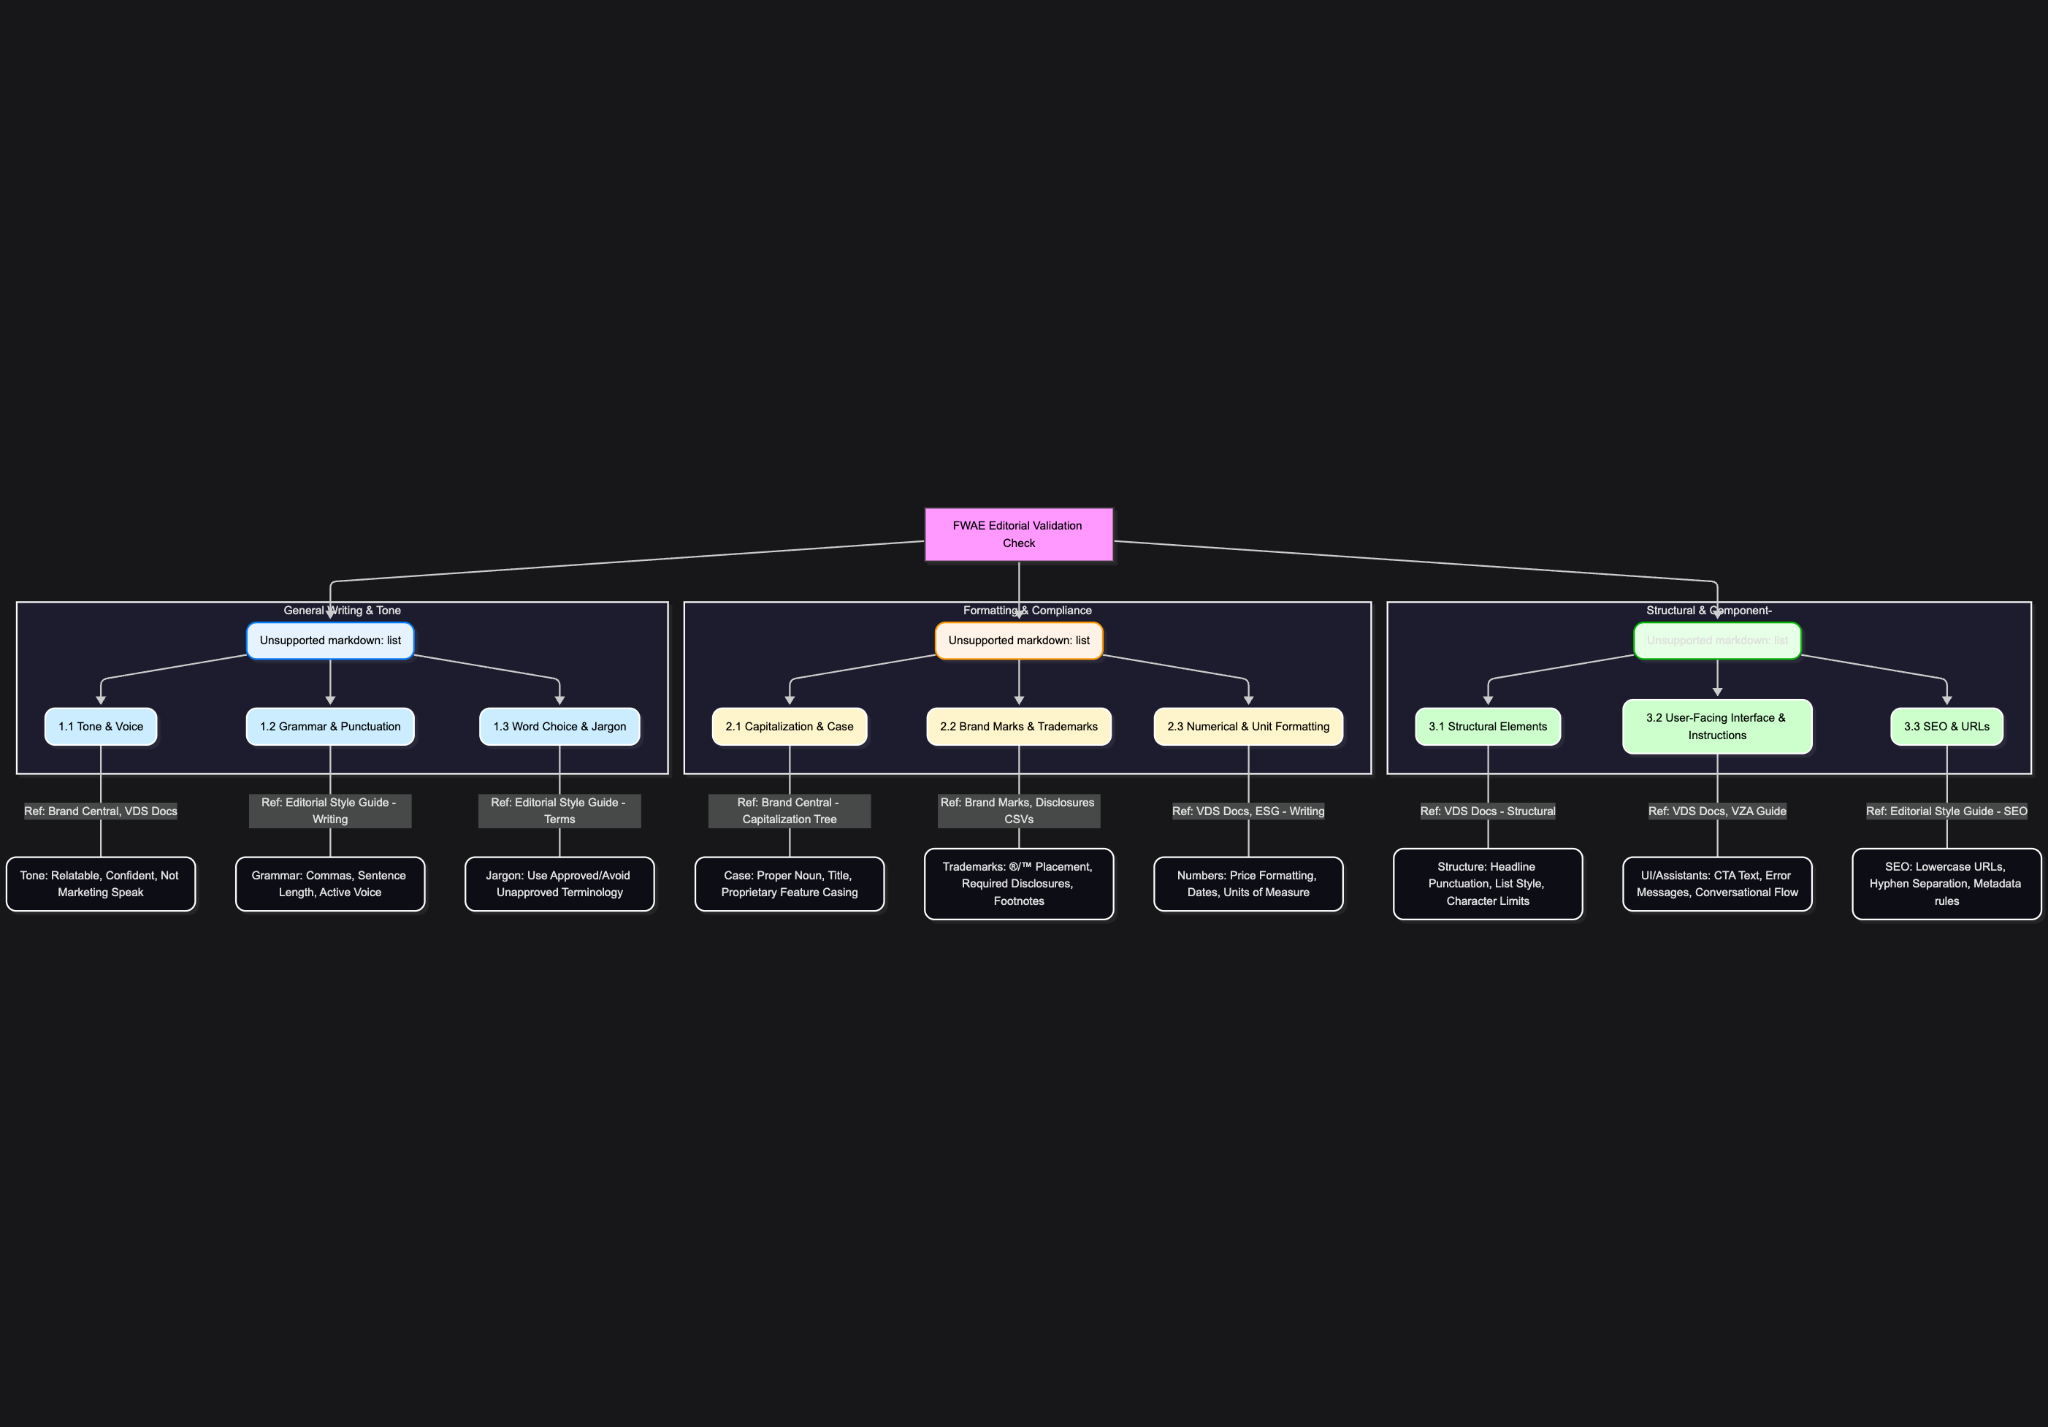 FWAE Editorial Validation
Check
General Writing & Tone
Formatting & Compliance
Structural & Component-
Unsupported markdown: list
Unsupported markdown: list
Unsupported markdown: list
1.1 Tone & Voice
1.2 Grammar & Punctuation
1.3 Word Choice & Jargon
2.1 Capitalization & Case
2.2 Brand Marks & Trademarks
2.3 Numerical & Unit Formatting
3.1 Structural Elements
3.2 User-Facing Interface &
Instructions
3.3 SEO & URLs
Ref: Brand Central, VDS Docs
Ref: Editorial Style Guide -
Writing
Ref: Editorial Style Guide -
Terms
Ref: Brand Central -
Capitalization Tree
Ref: Brand Marks, Disclosures
CSVs
Ref: VDS Docs, ESG - Writing
Ref: VDS Docs - Structural
Ref: VDS Docs, VZA Guide
Ref: Editorial Style Guide - SEO
Tone: Relatable, Confident, Not
Marketing Speak
Grammar: Commas, Sentence
Length, Active Voice
Jargon: Use Approved/Avoid
Unapproved Terminology
Case: Proper Noun, Title,
Proprietary Feature Casing
Trademarks: ®/™ Placement,
Required Disclosures,
Footnotes
Numbers: Price Formatting,
Dates, Units of Measure
Structure: Headline
Punctuation, List Style,
Character Limits
UI/Assistants: CTA Text, Error
Messages, Conversational Flow
SEO: Lowercase URLs,
Hyphen Separation, Metadata
rules